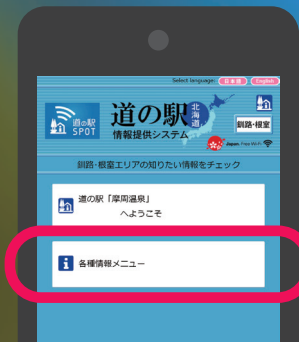 Select language: 日本語 English
道の駅 SPOT
道の駅 北海道
情報提供システム
釧路・根室
Japan. Free Wi-Fi
釧路・根室エリアの知りたい情報をチェック
道の駅「摩周温泉」
へようこそ
各種情報メニュー